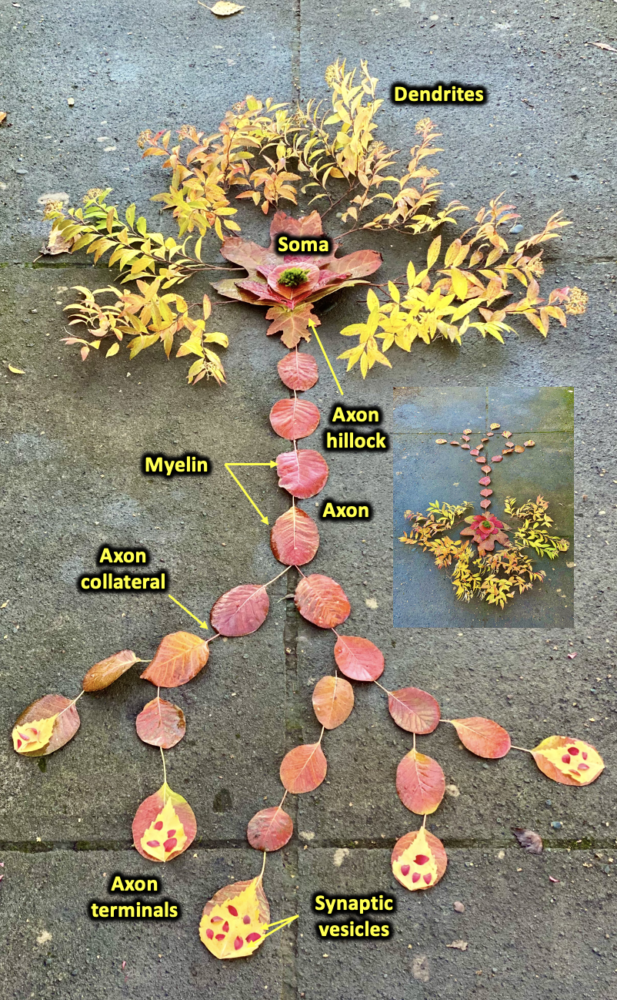 Dendrites
Soma
Axon
hillock
Myelin
Axon
Axon
collateral
Axon
terminals
Synaptic
vesicles